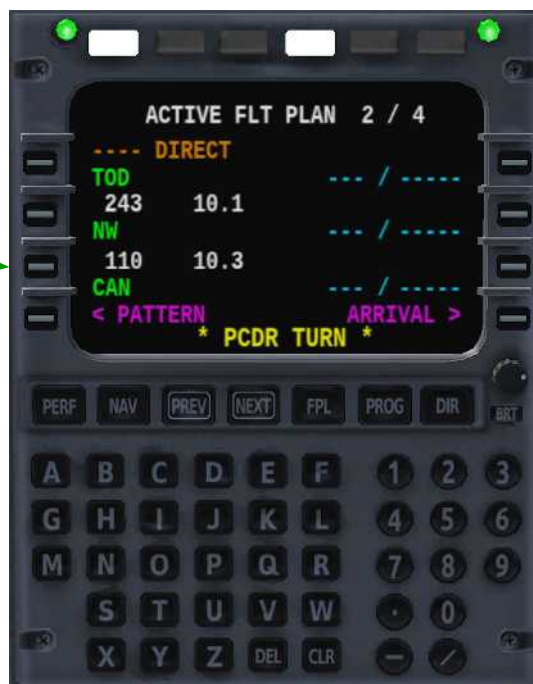 ACTIVE FLT PLAN 2 / 4
---- DIRECT
TOD --- / -----
243 10.1
NW --- / -----
110 10.3
CAN --- / -----
< PATTERN ARRIVAL >
* PCDR TURN *
PERF NAV PREV NEXT FPL PROG DIR BRT
A B C D E F 1 2 3
G H I J K L 4 5 6
M N O P Q R 7 8 9
S T U V W . 0
X Y Z DEL CLR - /